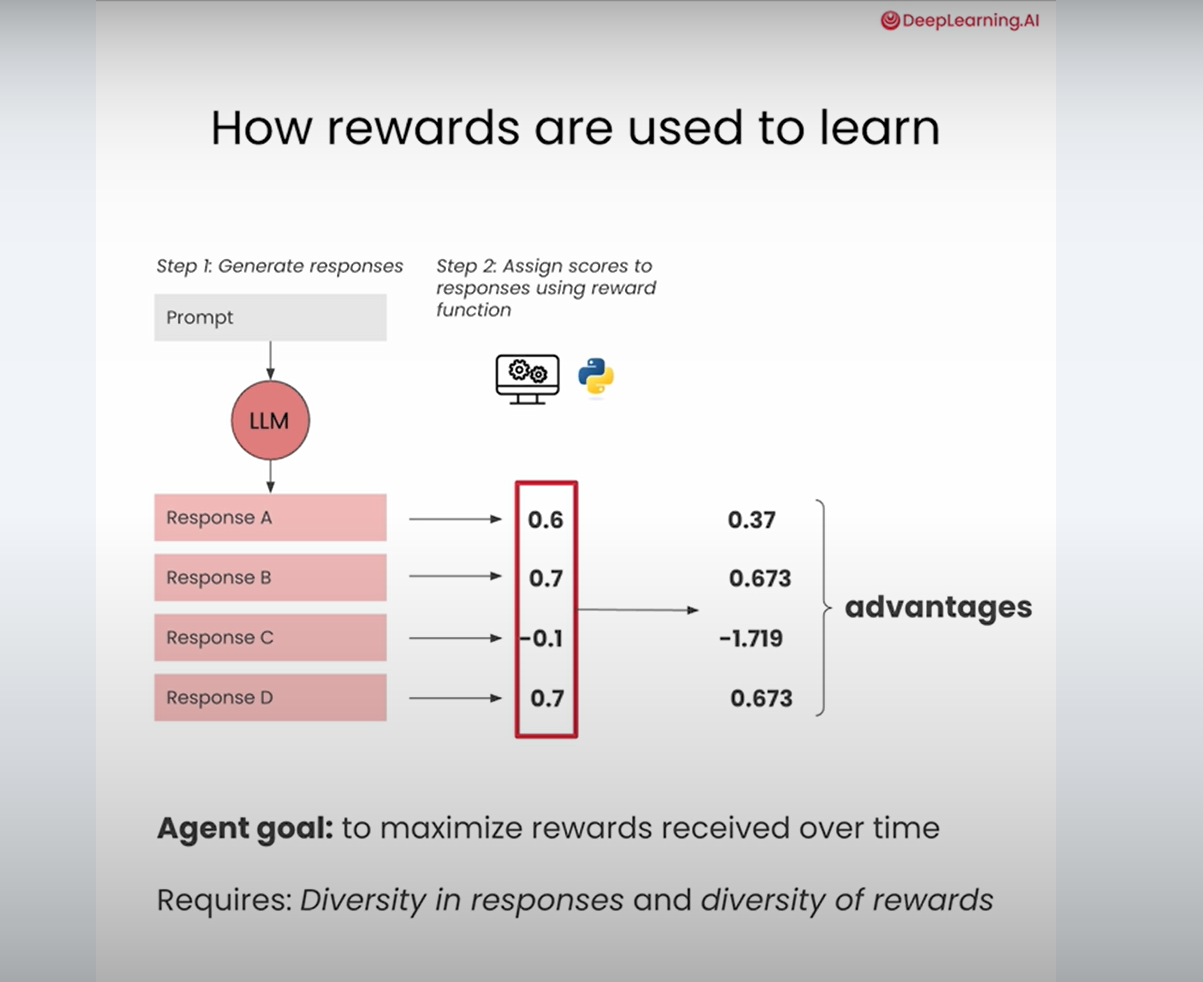 DeepLearning.AI
How rewards are used to learn
Step 1: Generate responses
Step 2: Assign scores to
responses using reward
function
Prompt
LLM
Response A
0.6
0.37
Response B
0.7
0.673
Response C
-0.1
-1.719
Response D
0.7
0.673
advantages
Agent goal: to maximize rewards received over time
Requires: Diversity in responses and diversity of rewards